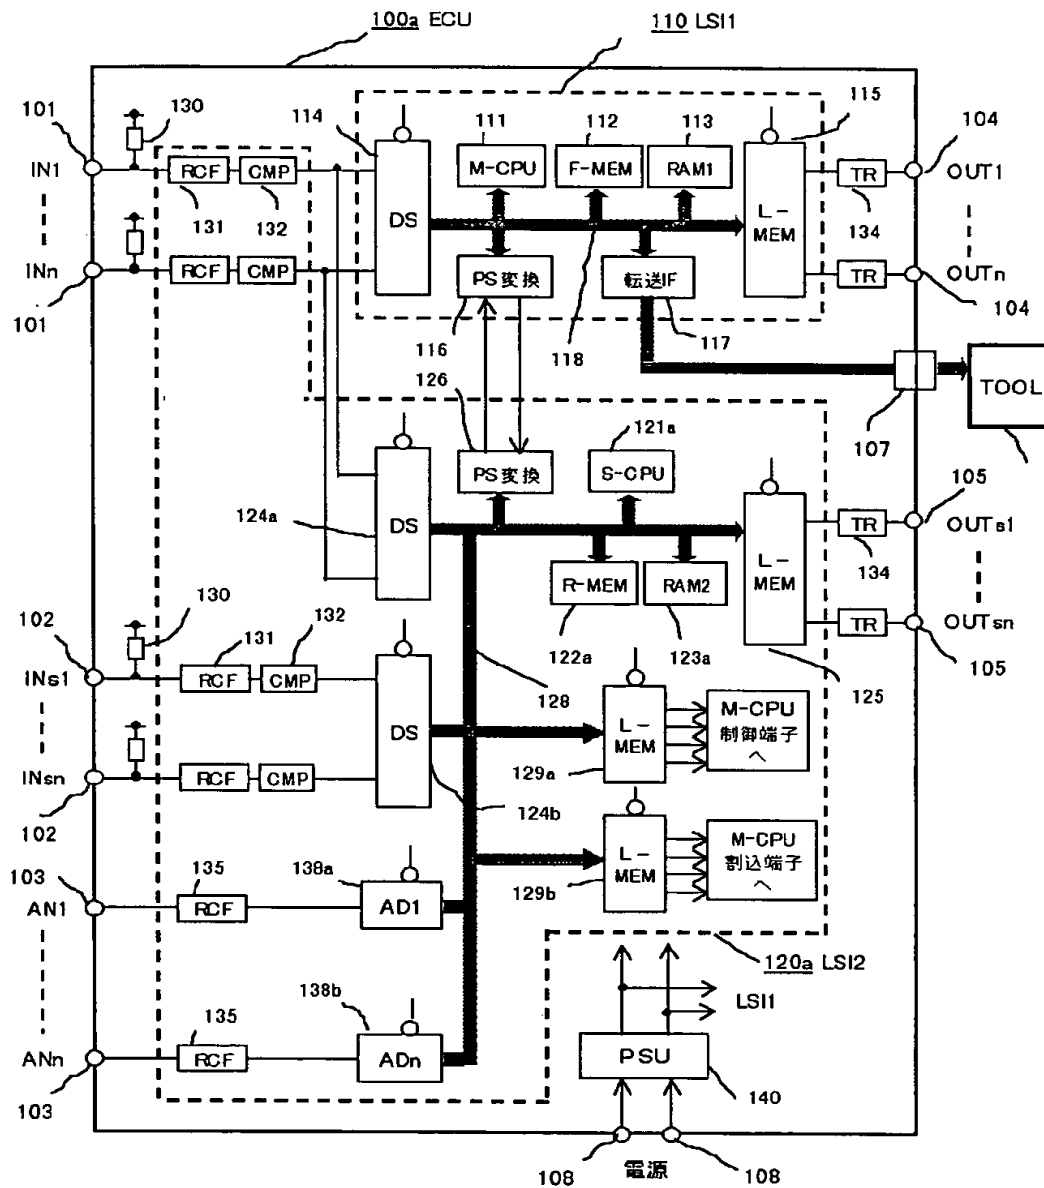 100a ECU
110 LSI1
101
130
114
111
112
113
115
104
IN1
RCF
CMP
M-CPU
F-MEM
RAM1
TR
OUT1
131
132
DS
L-
MEM
134
INn
RCF
CMP
PS変換
転送IF
TR
OUTn
101
116
118
117
104
126
107
TOOL
121a
PS変換
S-CPU
105
124a
DS
L-
MEM
TR
OUTs1
134
R-MEM
RAM2
130
102
131
132
122a
123a
TR
OUTsn
105
INs1
RCF
CMP
128
125
DS
L-
MEM
M-CPU
制御端子
へ
129a
INsn
RCF
CMP
102
124b
L-
MEM
M-CPU
割込端子
へ
129b
103
135
138a
AN1
RCF
AD1
120a LSI2
138b
LSI1
135
ANn
RCF
ADn
PSU
103
140
108
電源
108